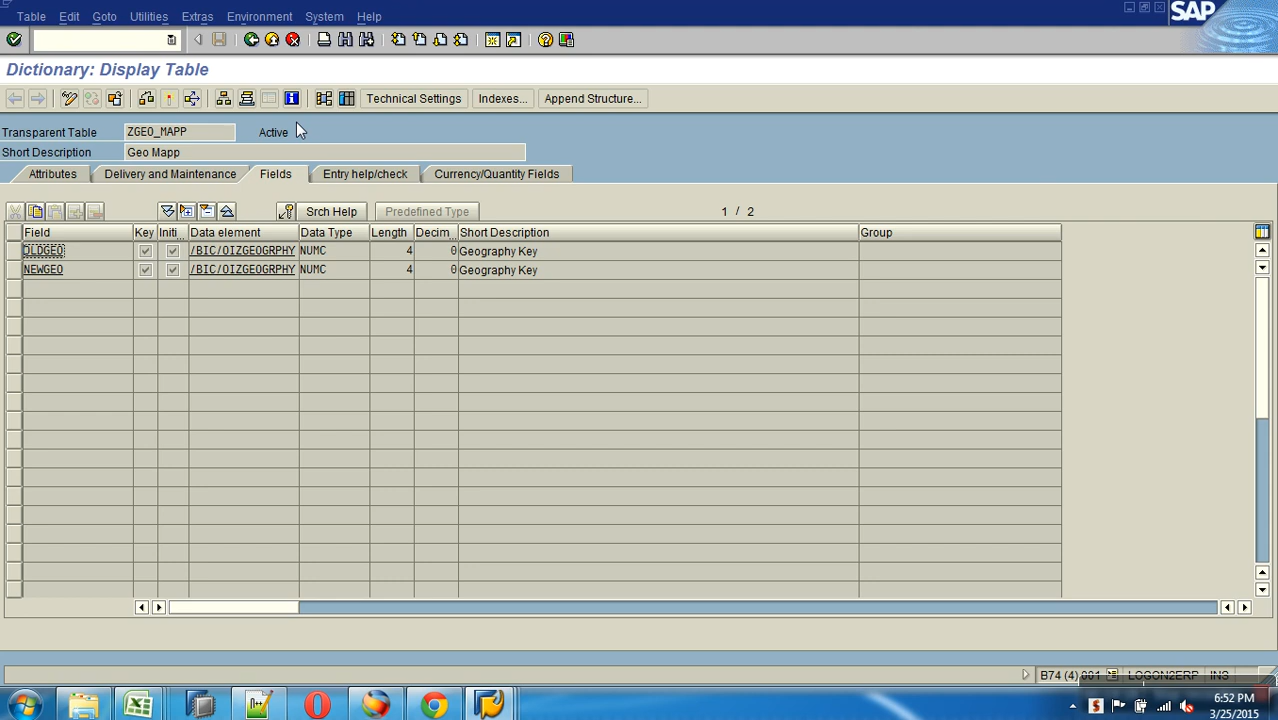 Table Edit Goto Utilities Extras Environment System Help
SAP
Dictionary: Display Table
Technical Settings Indexes... Append Structure...
Transparent Table ZGEO_MAPP Active
Short Description Geo Mapp
Attributes Delivery and Maintenance Fields Entry help/check Currency/Quantity Fields
Srch Help Predefined Type 1 / 2
Field Key Initi... Data element Data Type Length Decim... Short Description Group
OLDGEO /BIC/OIZGEOGRPHY NUMC 4 0 Geography Key
NEWGEO /BIC/OIZGEOGRPHY NUMC 4 0 Geography Key
B74 (4) 001 LOGON2ERP INS
6:52 PM
3/25/2015